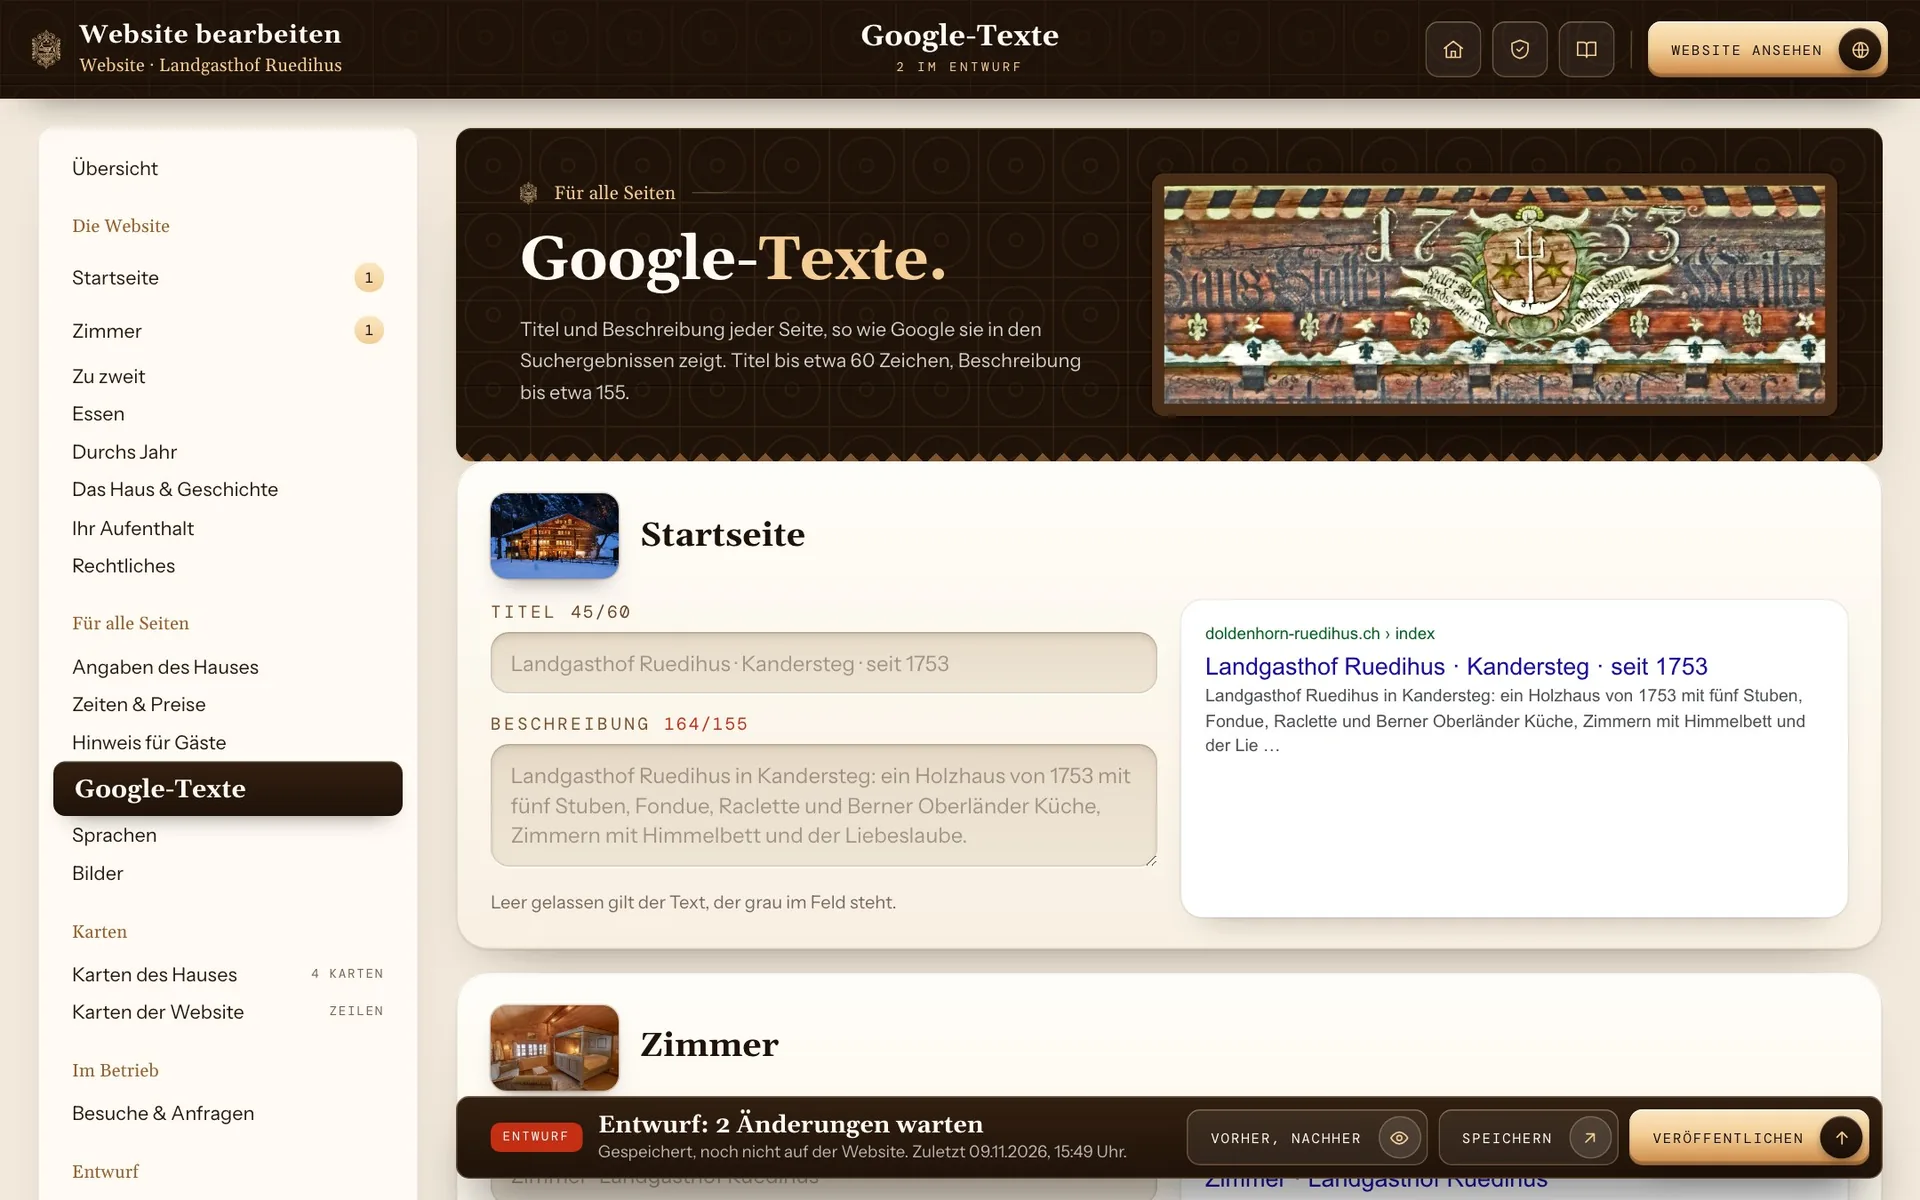 Website bearbeiten
Website · Landgasthof Ruedihus
Google-Texte
2 IM ENTWURF
WEBSITE ANSEHEN
Übersicht
Die Website
Startseite 1
Zimmer 1
Zu zweit
Essen
Durchs Jahr
Das Haus & Geschichte
Ihr Aufenthalt
Rechtliches
Für alle Seiten
Angaben des Hauses
Zeiten & Preise
Hinweis für Gäste
Google-Texte
Sprachen
Bilder
Karten
Karten des Hauses 4 KARTEN
Karten der Website ZEILEN
Im Betrieb
Besuche & Anfragen
Entwurf
Für alle Seiten
Google-Texte.
Titel und Beschreibung jeder Seite, so wie Google sie in den
Suchergebnissen zeigt. Titel bis etwa 60 Zeichen, Beschreibung
bis etwa 155.
1753
Startseite
TITEL 45/60
Landgasthof Ruedihus · Kandersteg · seit 1753
BESCHREIBUNG 164/155
Landgasthof Ruedihus in Kandersteg: ein Holzhaus von 1753 mit
fünf Stuben, Fondue, Raclette und Berner Oberländer Küche,
Zimmern mit Himmelbett und der Liebeslaube.
Leer gelassen gilt der Text, der grau im Feld steht.
doldenhorn-ruedihus.ch › index
Landgasthof Ruedihus · Kandersteg · seit 1753
Landgasthof Ruedihus in Kandersteg: ein Holzhaus von 1753 mit fünf Stuben,
Fondue, Raclette und Berner Oberländer Küche, Zimmern mit Himmelbett und
der Lie …
Zimmer
Zimmer · Landgasthof Ruedihus
Zimmer · Landgasthof Ruedihus
ENTWURF
Entwurf: 2 Änderungen warten
Gespeichert, noch nicht auf der Website. Zuletzt 09.11.2026, 15:49 Uhr.
VORHER, NACHHER
SPEICHERN
VERÖFFENTLICHEN